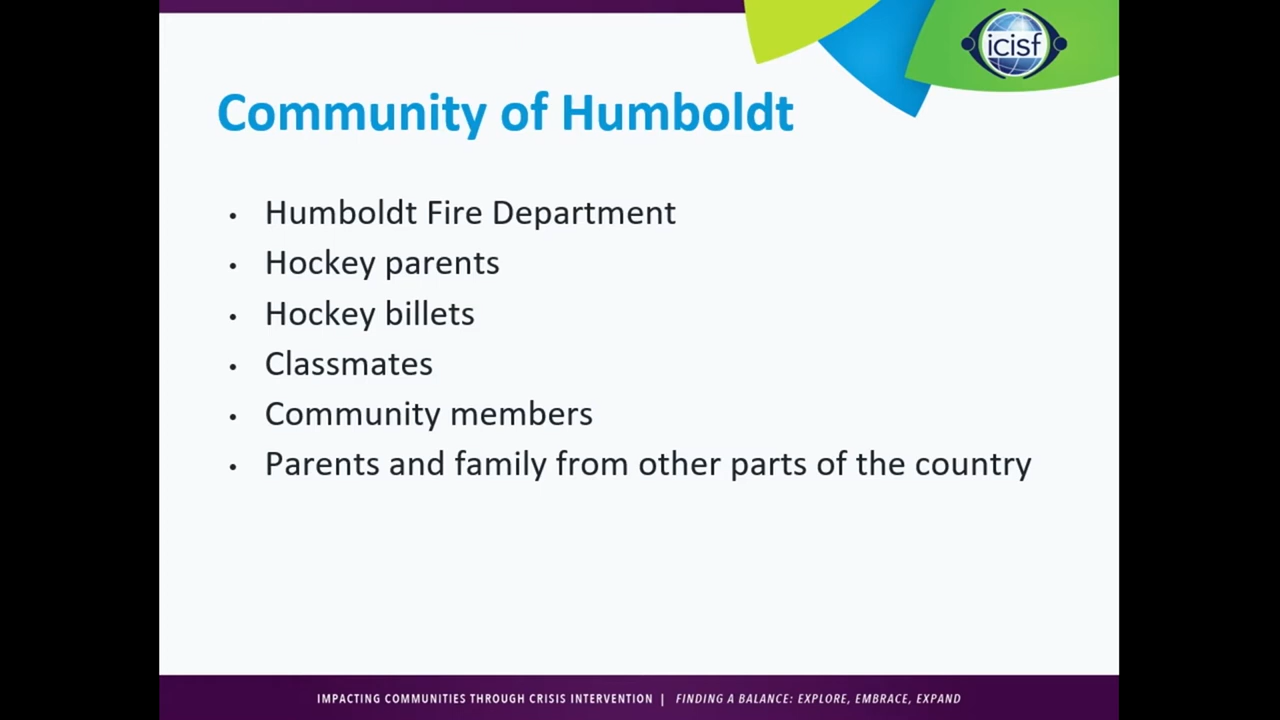 icisf
Community of Humboldt
• Humboldt Fire Department
• Hockey parents
• Hockey billets
• Classmates
• Community members
• Parents and family from other parts of the country
IMPACTING COMMUNITIES THROUGH CRISIS INTERVENTION | FINDING A BALANCE: EXPLORE, EMBRACE, EXPAND